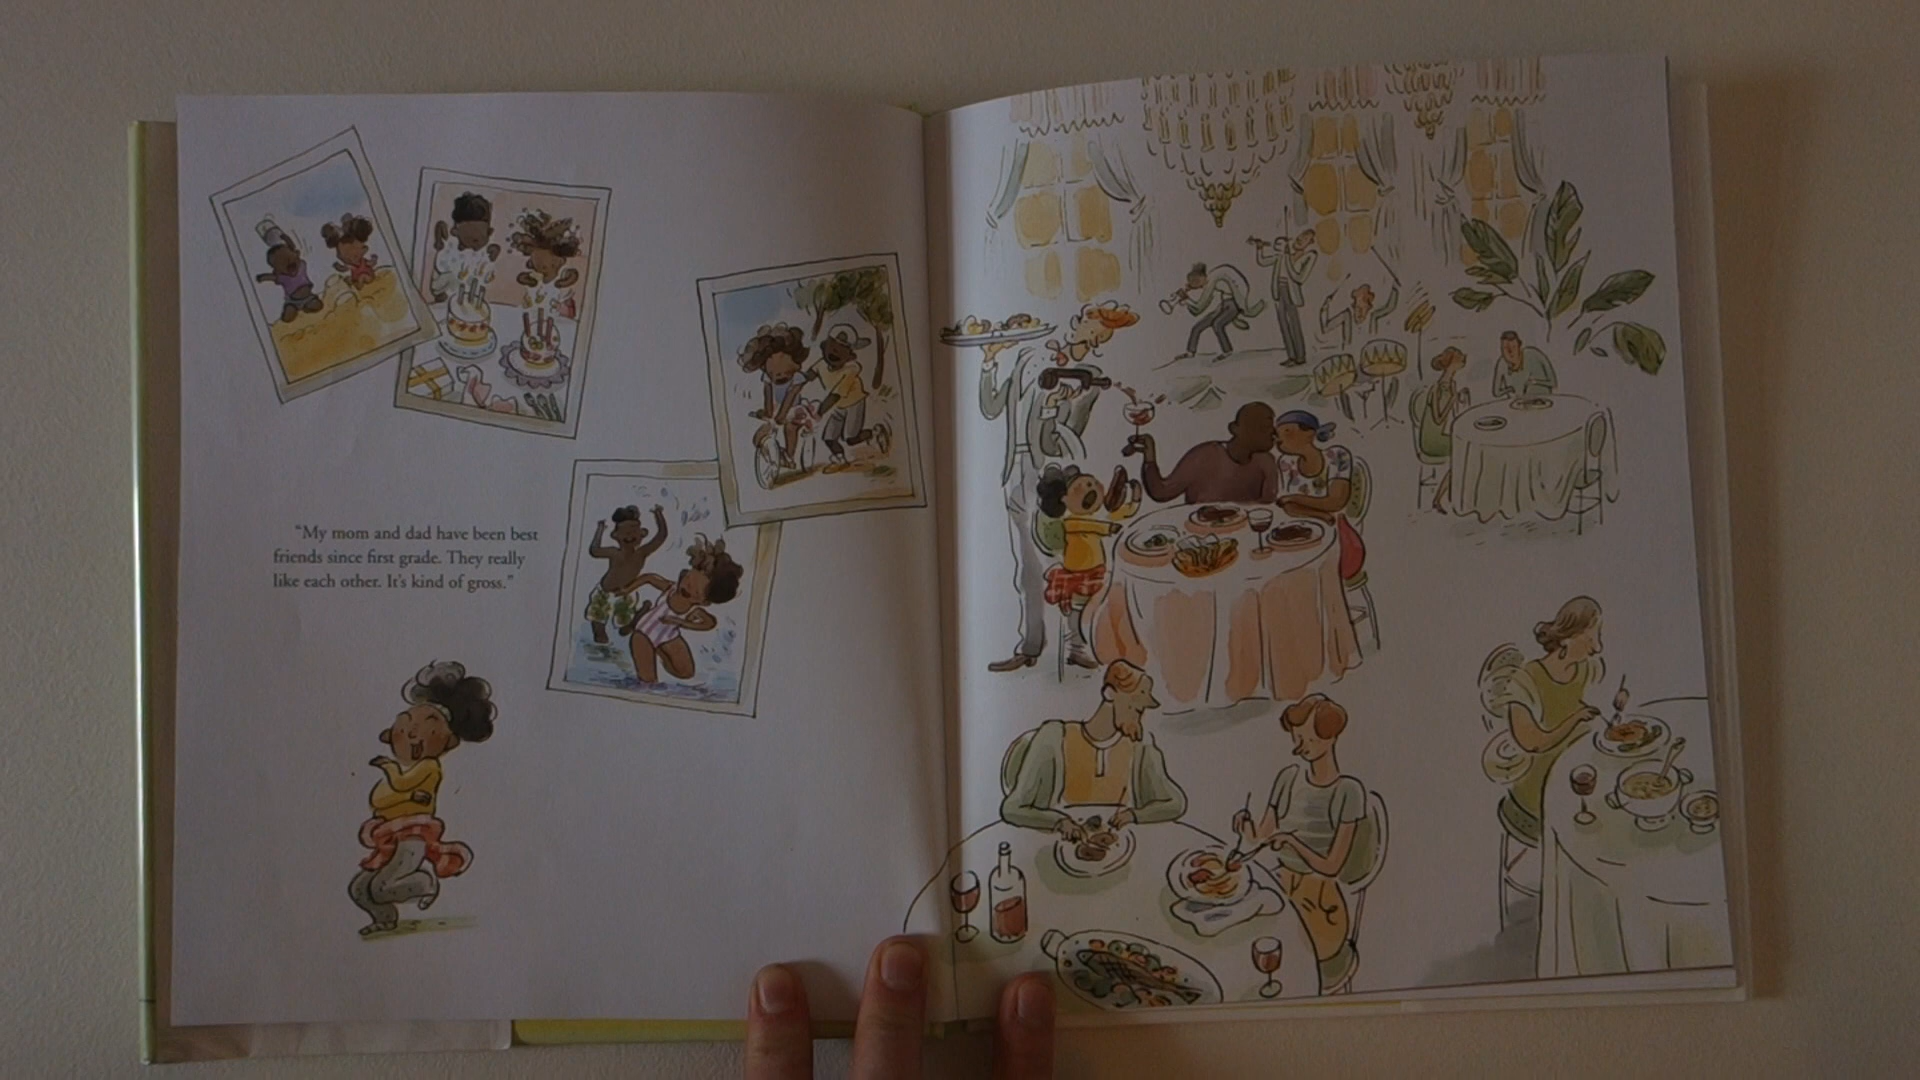 “My mom and dad have been best
friends since first grade. They really
like each other. It’s kind of gross.”